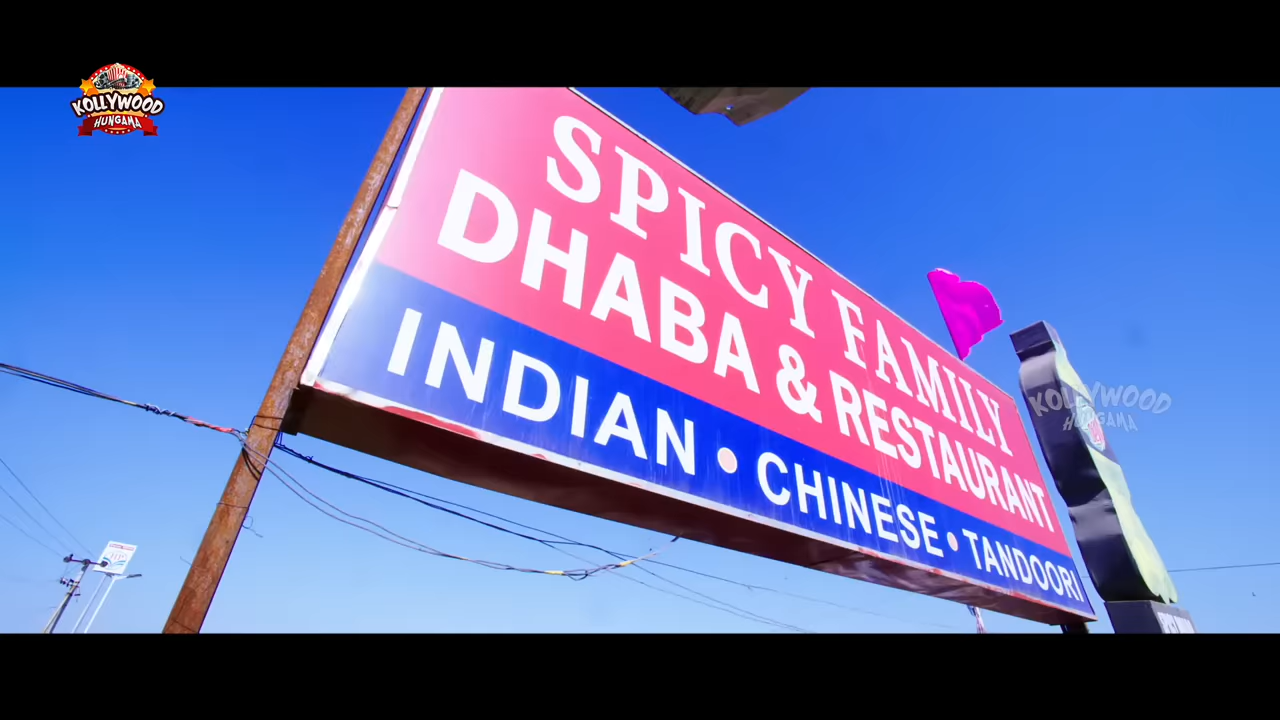 KOLLYWOOD
HUNGAMA
SPICY FAMILY
DHABA & RESTAURANT
INDIAN • CHINESE • TANDOORI
KOLLYWOOD
HUNGAMA